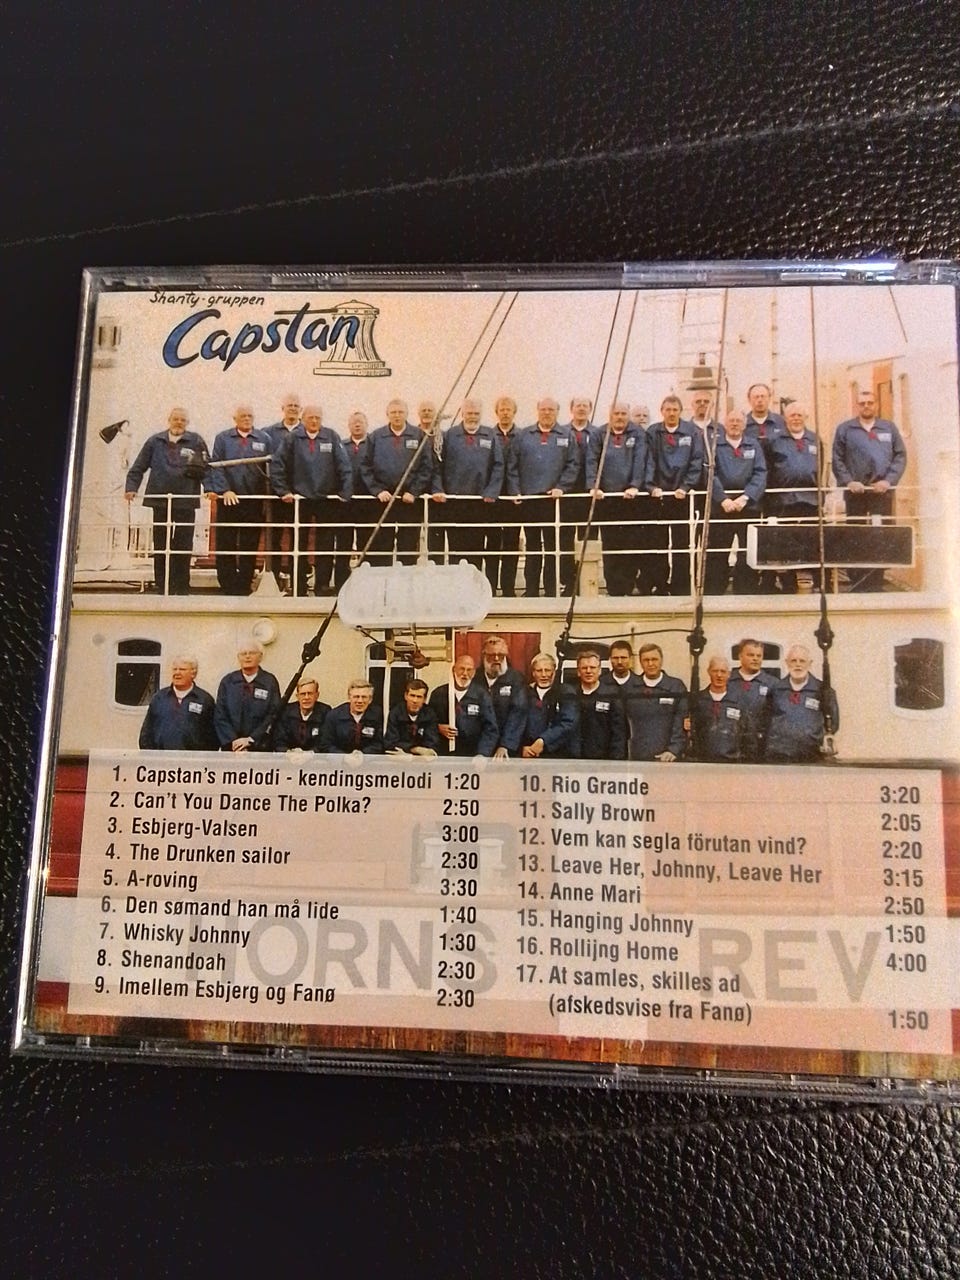 Shanty-gruppen
Capstan
1. Capstan's melodi - kendingsmelodi 1:20
2. Can't You Dance The Polka? 2:50
3. Esbjerg-Valsen 3:00
4. The Drunken sailor 2:30
5. A-roving 3:30
6. Den sømand han må lide 1:40
7. Whisky Johnny 1:30
8. Shenandoah 2:30
9. Imellem Esbjerg og Fanø 2:30
10. Rio Grande 3:20
11. Sally Brown 2:05
12. Vem kan segla förutan vind? 2:20
13. Leave Her, Johnny, Leave Her 3:15
14. Anne Mari 2:50
15. Hanging Johnny 1:50
16. Rollijng Home 4:00
17. At samles, skilles ad
(afskedsvise fra Fanø) 1:50
HORNS REV